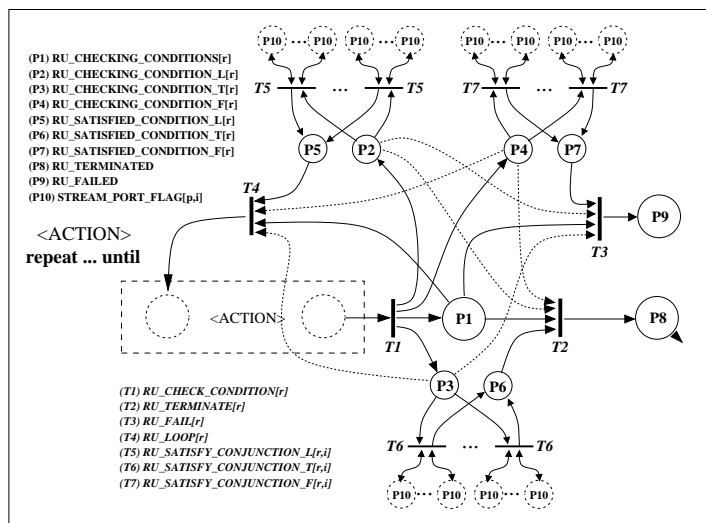 P10 ... P10 P10 ... P10 P10 ... P10 P10 ... P10
(P1) RU_CHECKING_CONDITIONS[r]
(P2) RU_CHECKING_CONDITION_L[r]
(P3) RU_CHECKING_CONDITION_T[r]
(P4) RU_CHECKING_CONDITION_F[r]
(P5) RU_SATISFIED_CONDITION_L[r]
(P6) RU_SATISFIED_CONDITION_T[r]
(P7) RU_SATISFIED_CONDITION_F[r]
(P8) RU_TERMINATED
(P9) RU_FAILED
(P10) STREAM_PORT_FLAG[p,i]
T5 ... T5 T7 ... T7
P5 P2 P4 P7
T4
<ACTION>
repeat ... until
P9
T3
<ACTION>
P1
P8
T1
T2
P3 P6
(T1) RU_CHECK_CONDITION[r]
(T2) RU_TERMINATE[r]
(T3) RU_FAIL[r]
(T4) RU_LOOP[r]
(T5) RU_SATISFY_CONJUNCTION_L[r,i]
(T6) RU_SATISFY_CONJUNCTION_T[r,i]
(T7) RU_SATISFY_CONJUNCTION_F[r,i]
T6 ... T6
P10 ... P10 P10 ... P10